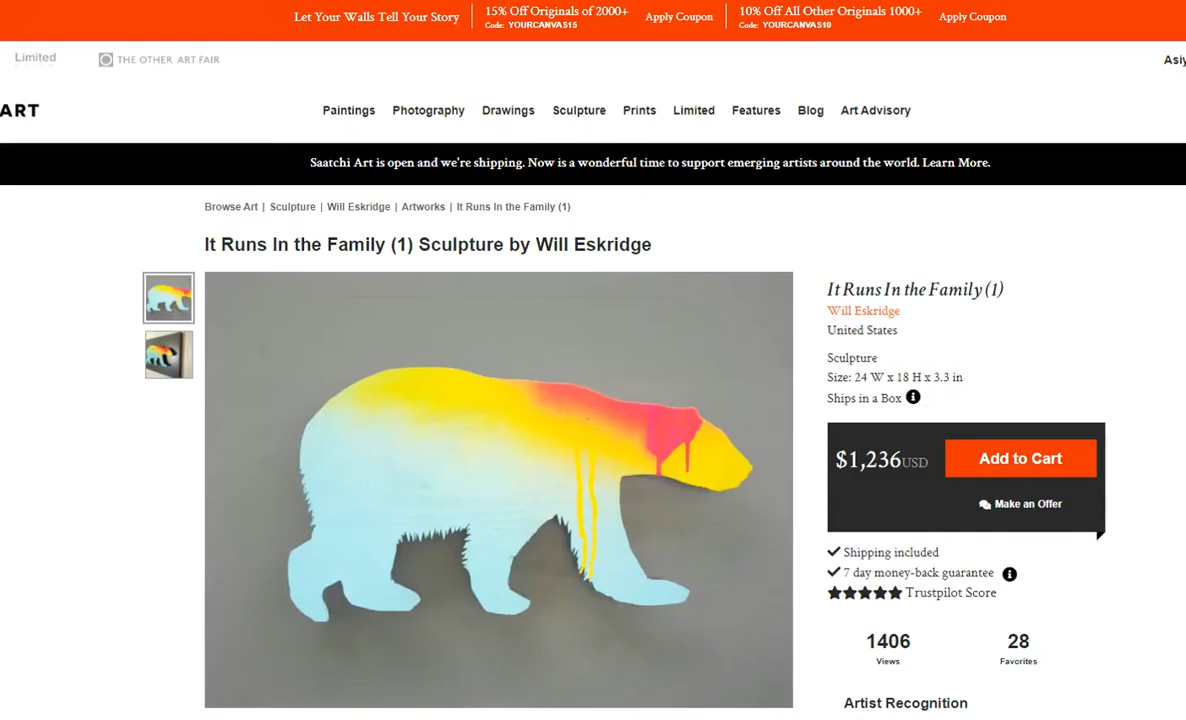 Let Your Walls Tell Your Story
15% Off Originals of 2000+
Code: YOURCANVAS15
Apply Coupon
10% Off All Other Originals 1000+
Code: YOURCANVAS10
Apply Coupon
Limited
THE OTHER ART FAIR
Asiy
ART
Paintings Photography Drawings Sculpture Prints Limited Features Blog Art Advisory
Saatchi Art is open and we're shipping. Now is a wonderful time to support emerging artists around the world. Learn More.
Browse Art | Sculpture | Will Eskridge | Artworks | It Runs In the Family (1)
It Runs In the Family (1) Sculpture by Will Eskridge
It Runs In the Family (1)
Will Eskridge
United States
Sculpture
Size: 24 W x 18 H x 3.3 in
Ships in a Box
$1,236USD
Add to Cart
Make an Offer
Shipping included
7 day money-back guarantee
Trustpilot Score
1406
Views
28
Favorites
Artist Recognition